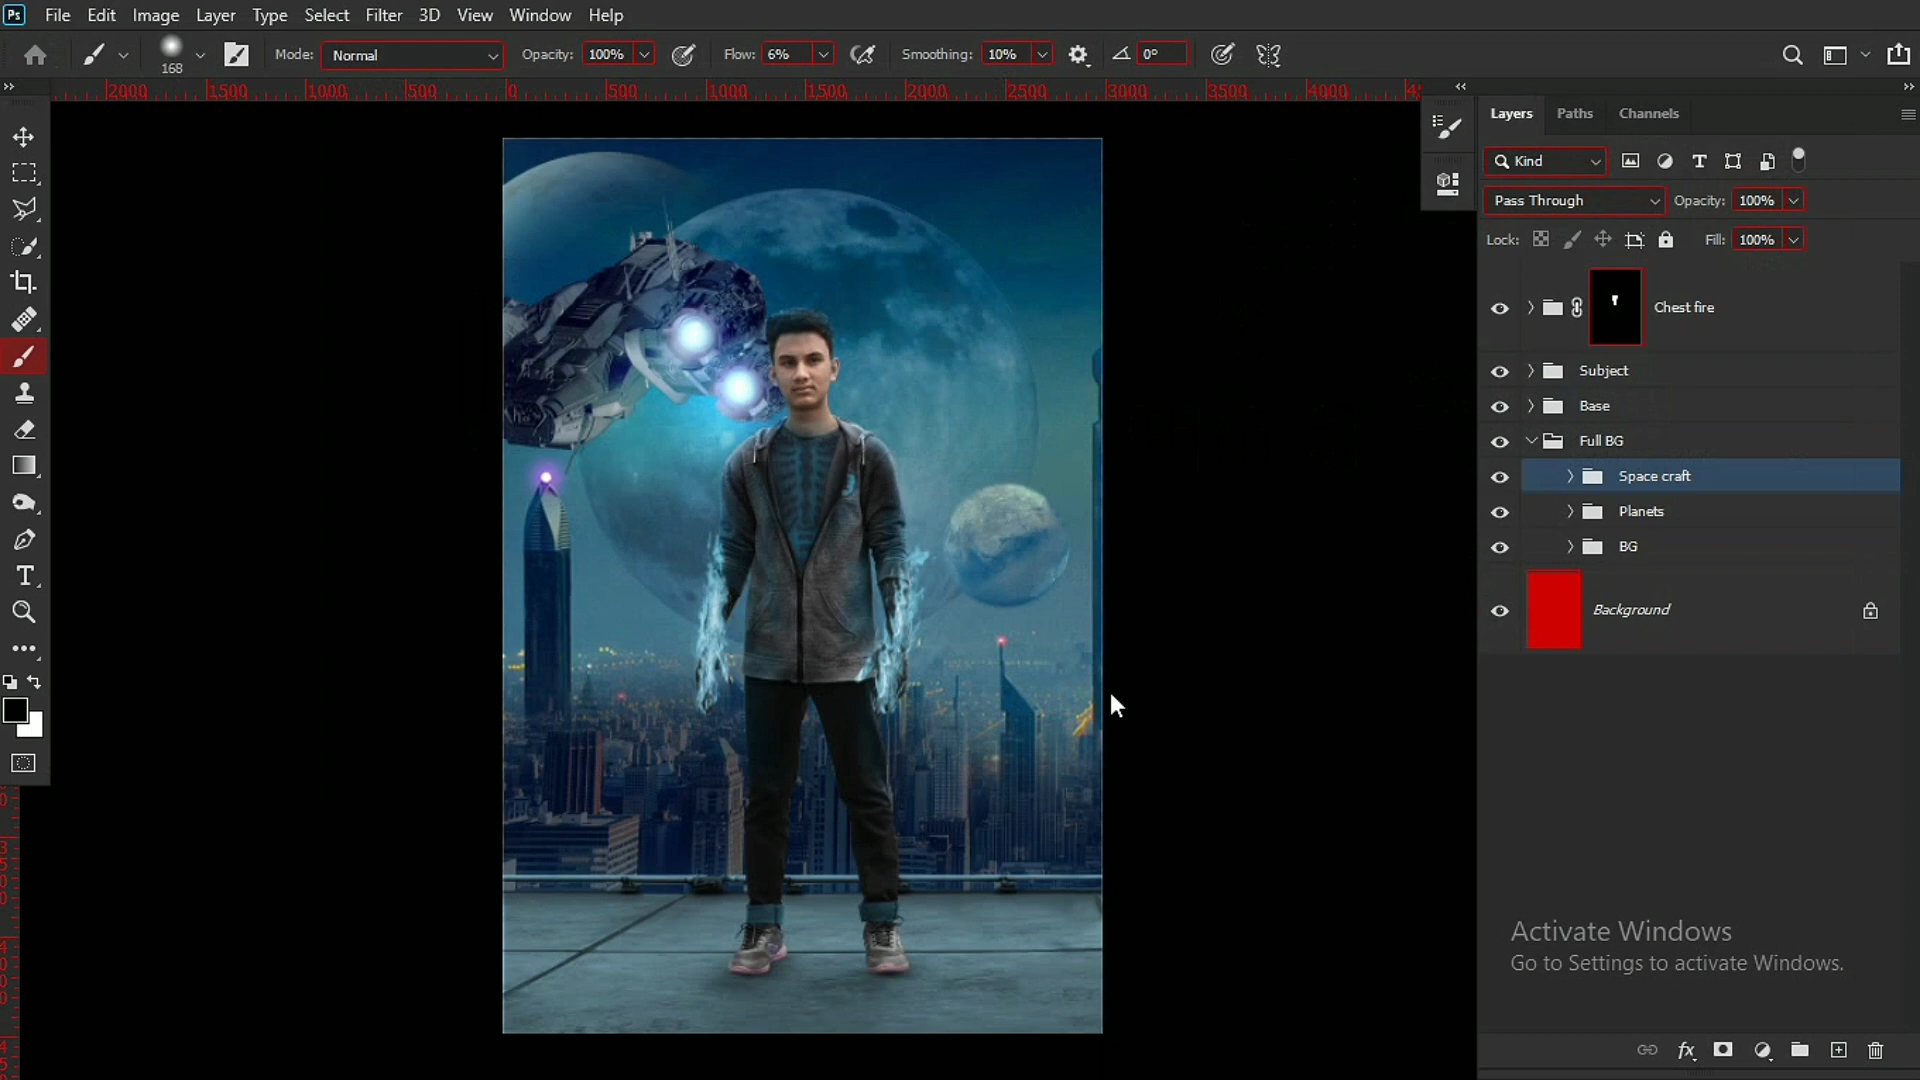 Ps File Edit Image Layer Type Select Filter 3D View Window Help
168 Mode: Normal Opacity: 100% Flow: 6% Smoothing: 10% 0°
2000 1500 1000 500 0 500 1000 1500 2000 2500 3000 3500 4000
Layers Paths Channels
Kind
Pass Through Opacity: 100%
Lock: Fill: 100%
Chest fire
Subject
Base
Full BG
Space craft
Planets
BG
Background
Activate Windows
Go to Settings to activate Windows.
fx